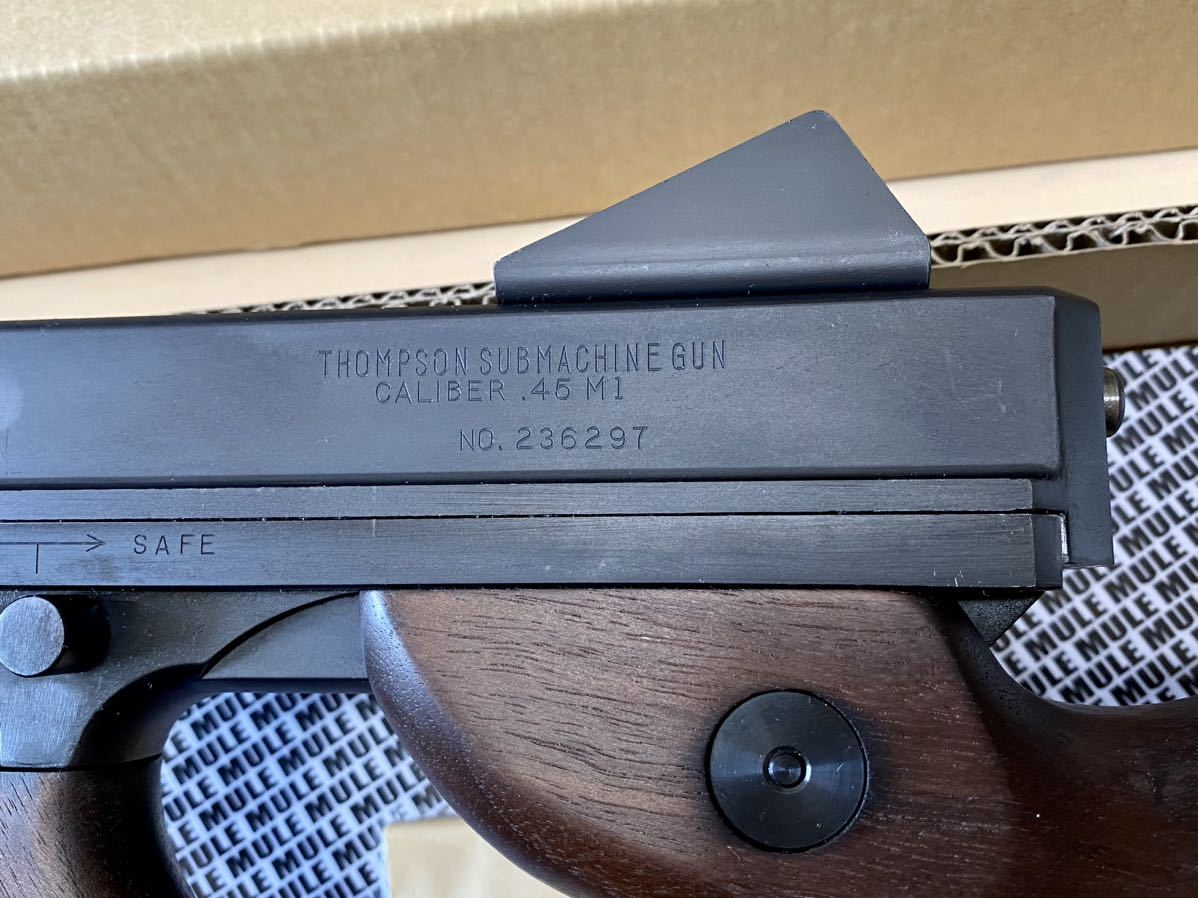 THOMPSON SUBMACHINE GUN
CALIBER .45 M1
NO. 236297
SAFE
MULE MULE MULE